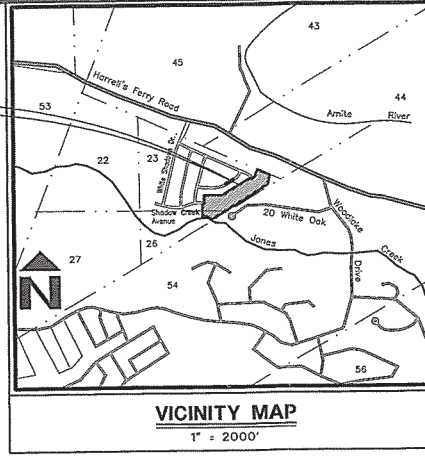 43
45
Harrell's Ferry Road
44
53
Amite River
22
23
White Shadow Dr.
Shadow Creek
Avenue
20 White Oak
Woodlake
Drive
Jones Creek
26
27
N
54
56
VICINITY MAP
1" = 2000'